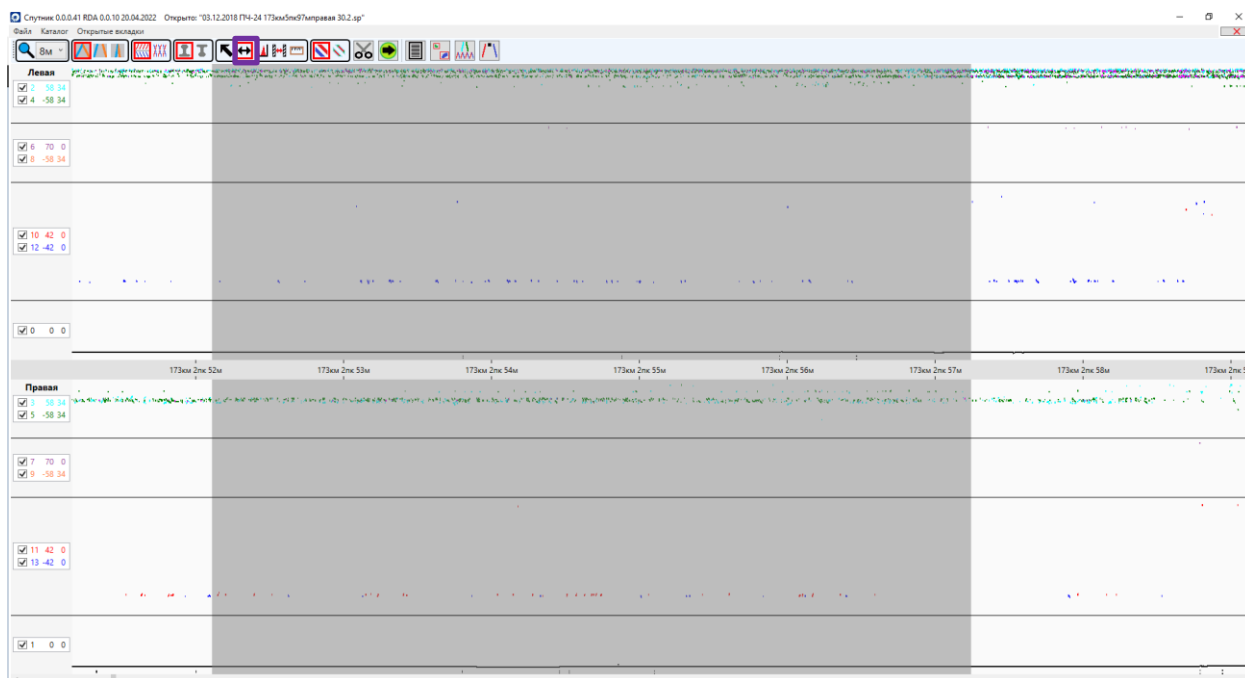 Спутник 0.0.0.41 RDA 0.0.10 20.04.2022 Открыто: "03.12.2018 ПЧ-24 173км5пк97мправая 30.2.sp"
Файл Каталог Открытые вкладки
8м
Левая
2 56 34
4 -58 34
6 70 0
8 -58 34
10 42 0
12 -42 0
0 0 0
173км 2пк 52м 173км 2пк 53м 173км 2пк 54м 173км 2пк 55м 173км 2пк 56м 173км 2пк 57м 173км 2пк 58м 173км 2пк
Правая
3 58 34
5 -58 34
7 70 0
9 -58 34
11 42 0
13 -42 0
1 0 0